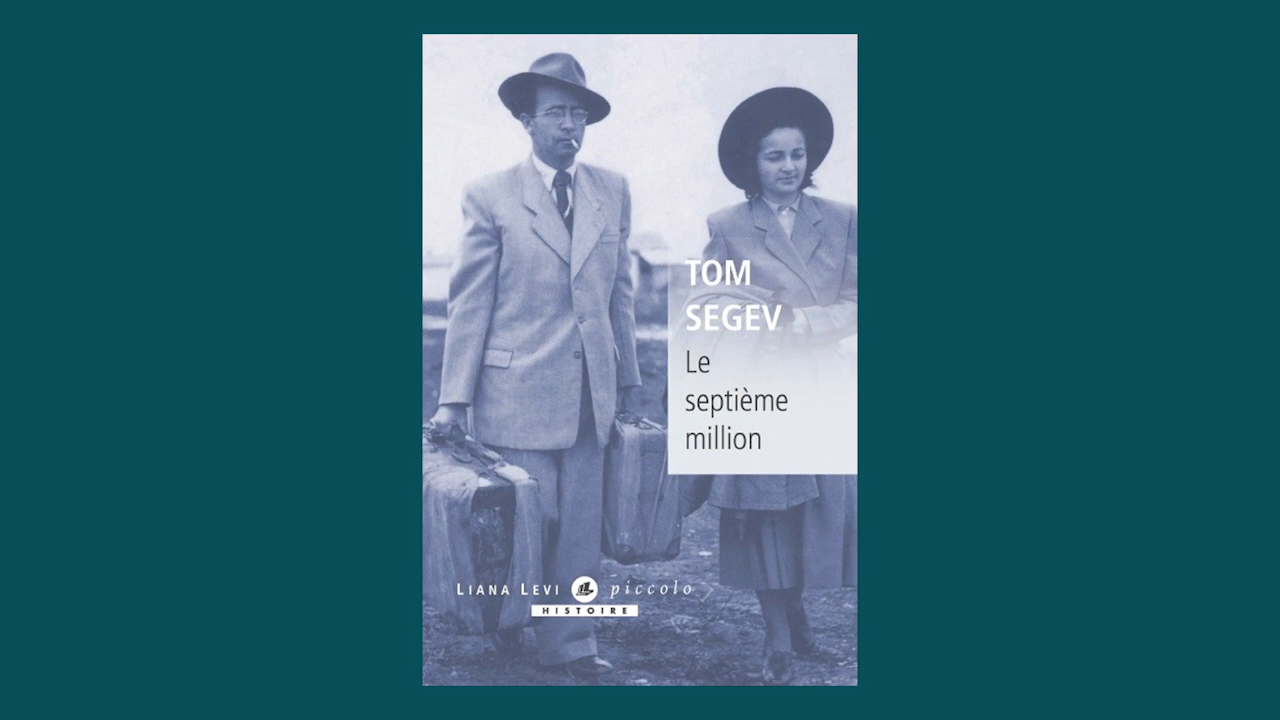 TOM
SEGEV
Le
septième
million
LIANA LEVI piccolo
HISTOIRE